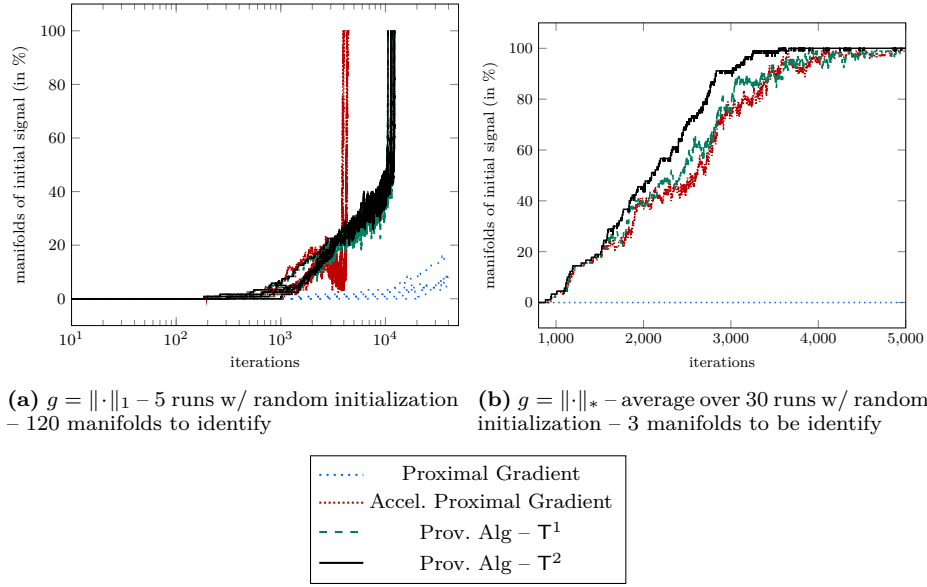 100
80
60
40
20
0
manifolds of initial signal (in %)
10^1
10^2
10^3
10^4
iterations
100
80
60
40
20
0
manifolds of initial signal (in %)
1,000
2,000
3,000
4,000
5,000
iterations
(a) g = ‖·‖_1 – 5 runs w/ random initialization
– 120 manifolds to identify
(b) g = ‖·‖_* – average over 30 runs w/ random
initialization – 3 manifolds to be identify
Proximal Gradient
Accel. Proximal Gradient
Prov. Alg – T^1
Prov. Alg – T^2